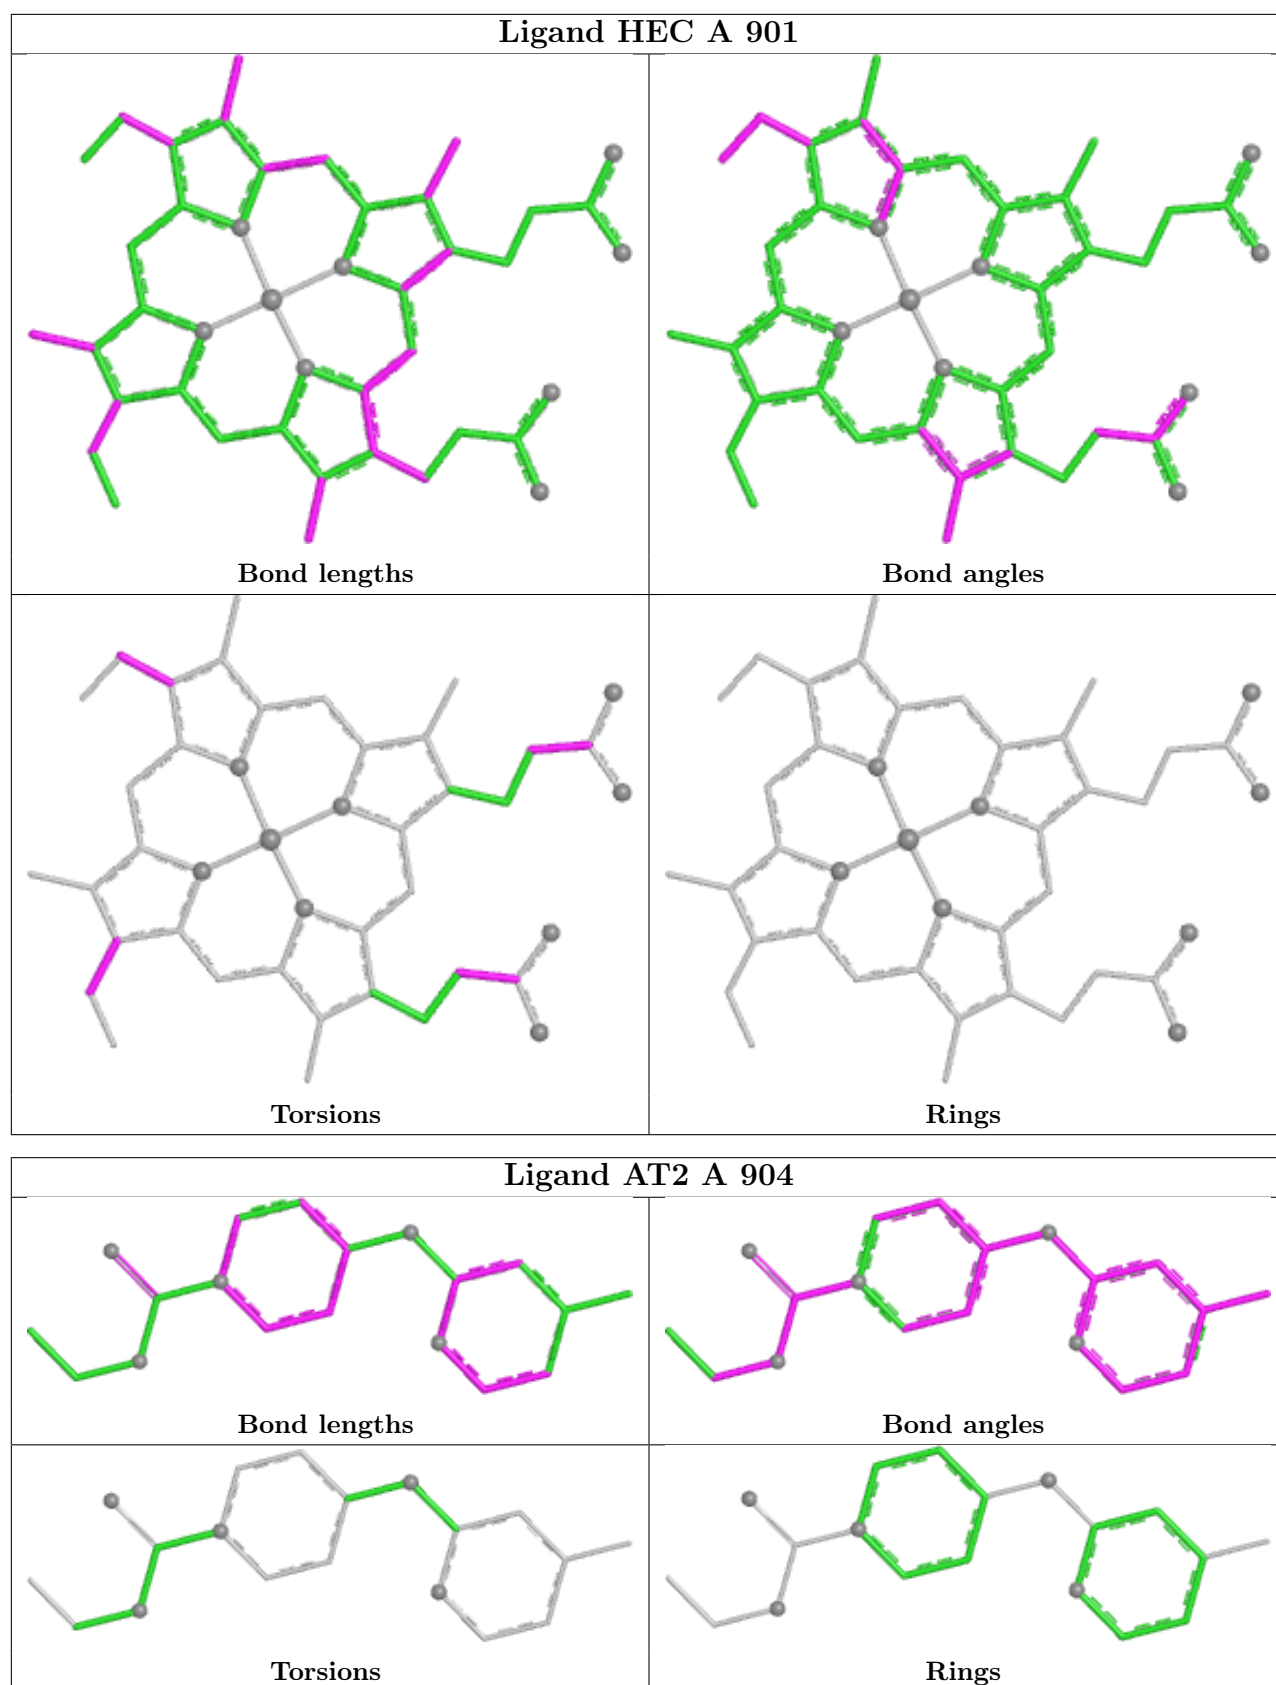 Ligand HEC A 901
Bond lengths
Bond angles
Torsions
Rings
Ligand AT2 A 904
Bond lengths
Bond angles
Torsions
Rings